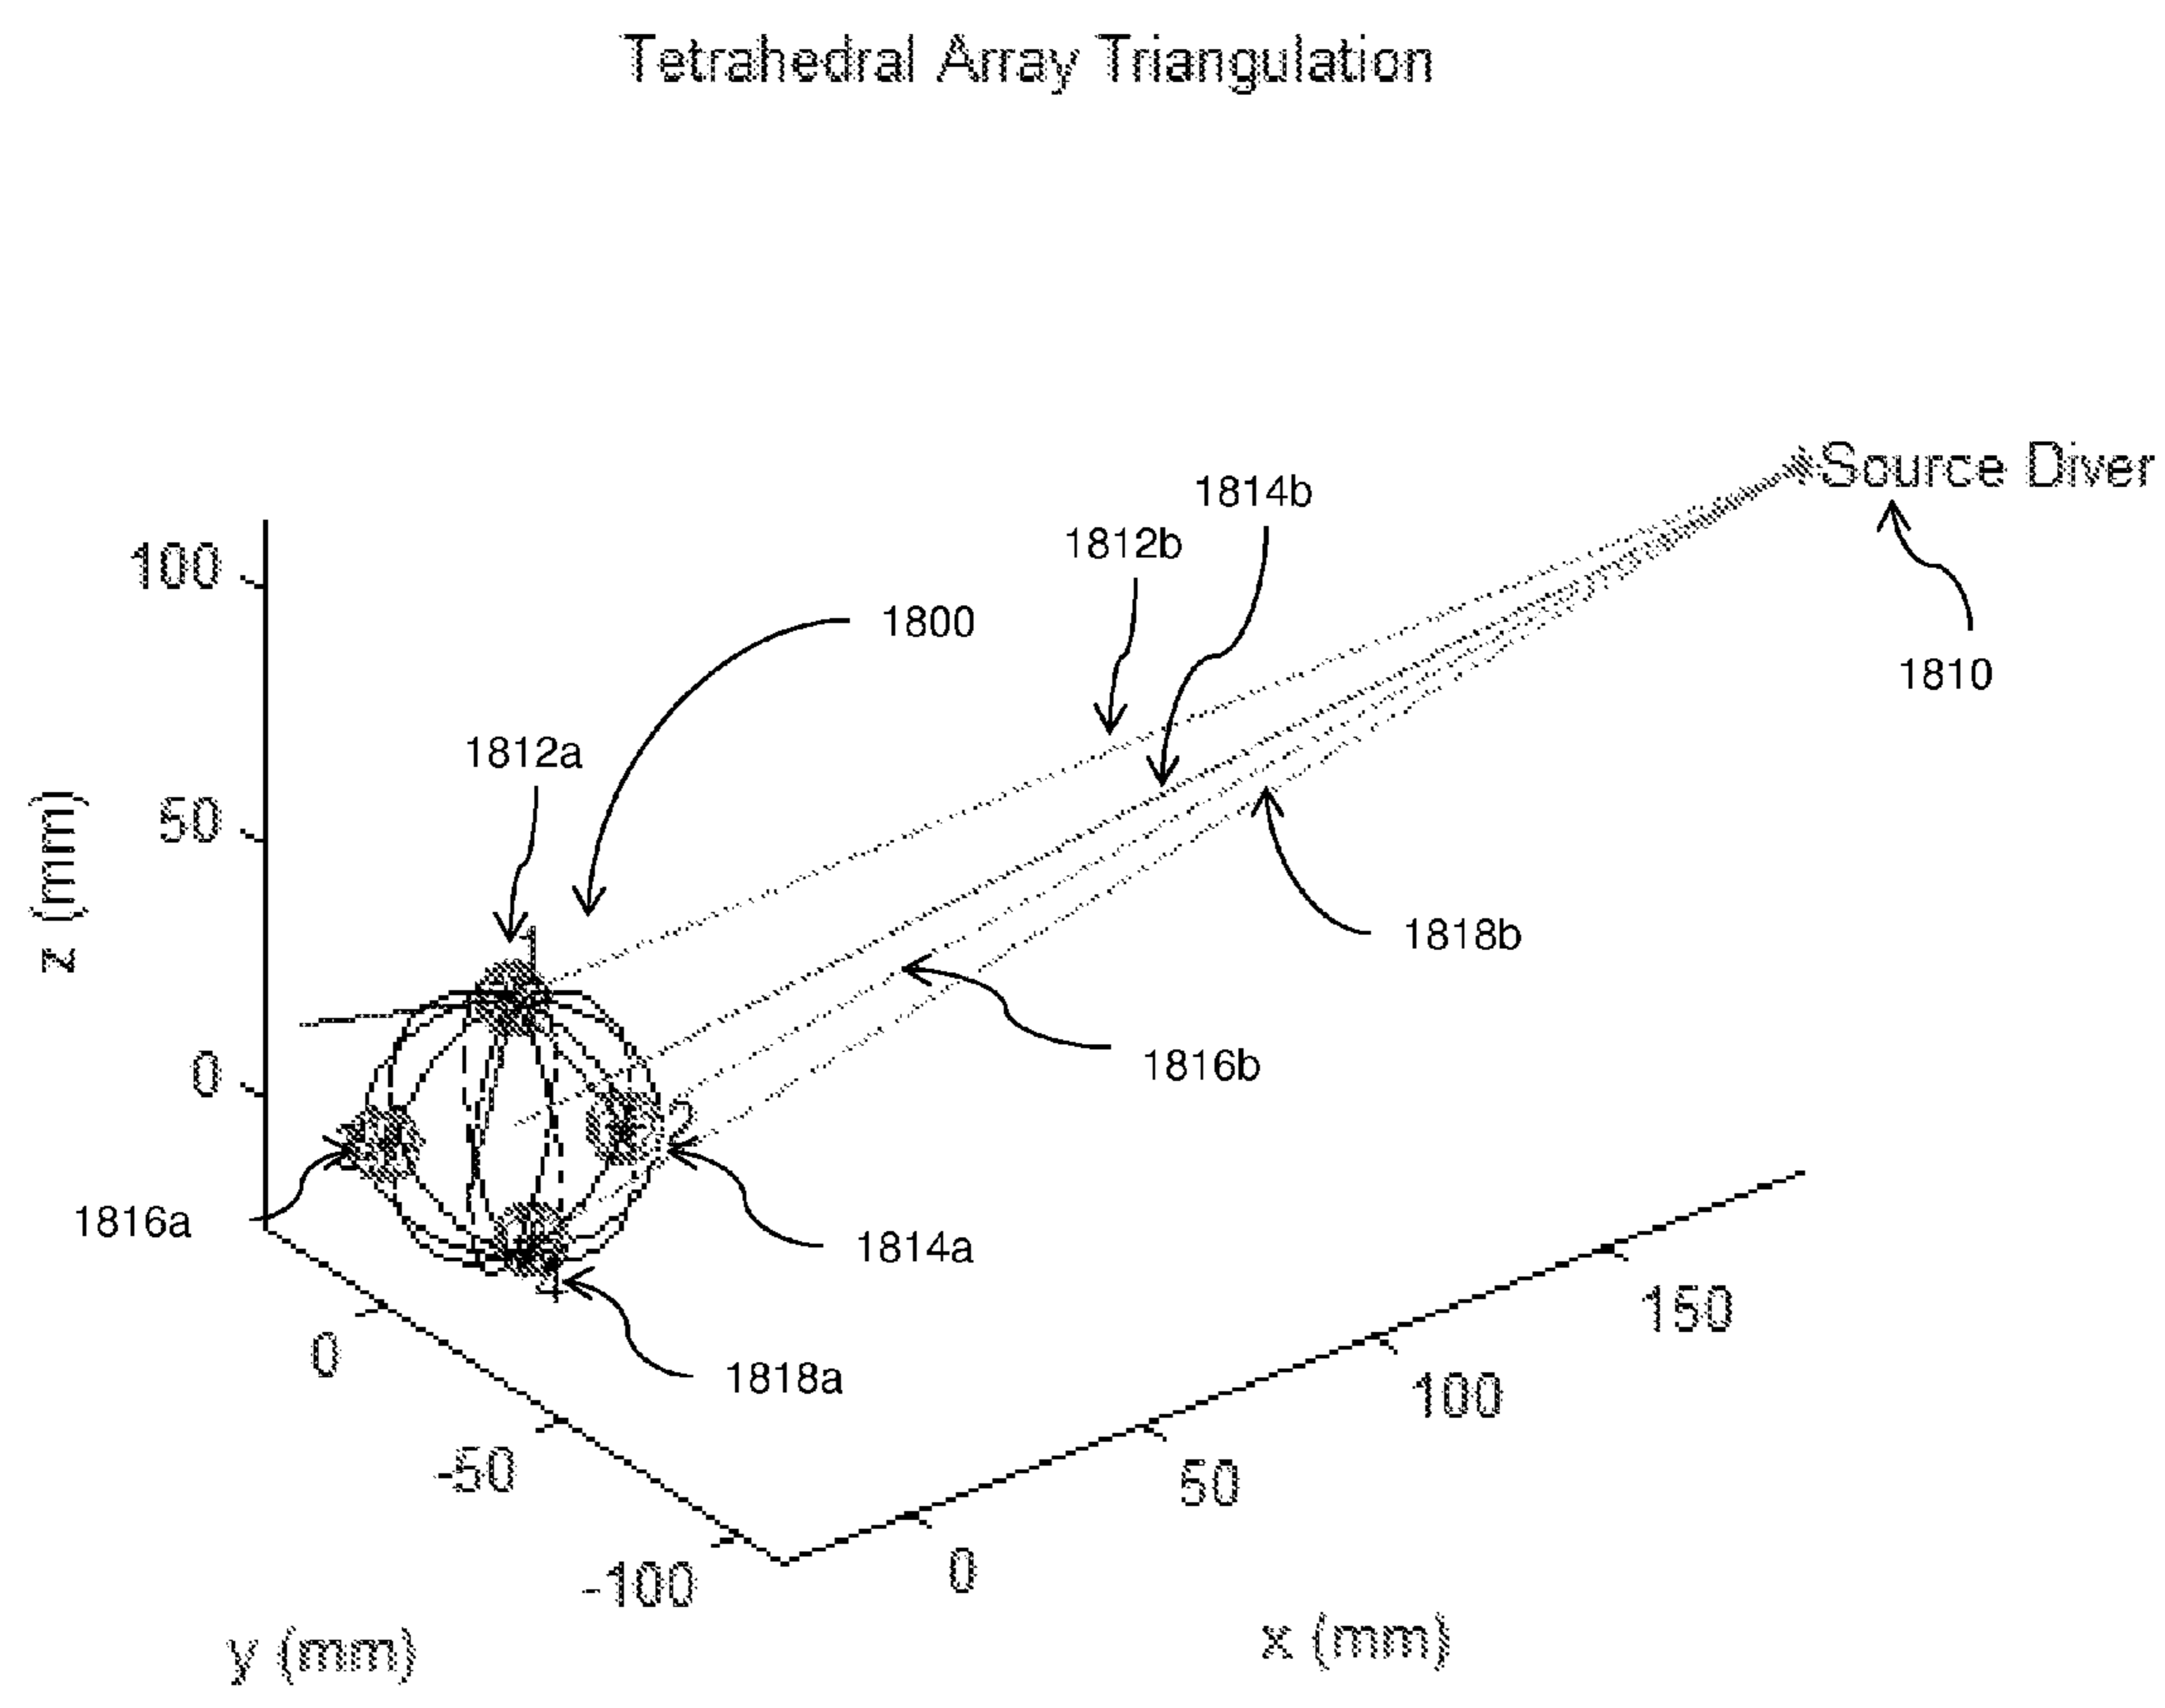 Tetrahedral Array Triangulation
Source Diver
1814b
1812b
100
1800
1810
1812a
50
z (mm)
1
1818b
0
1816b
2
1816a
1814a
4
150
0
1818a
100
-50
50
-100
0
y (mm)
x (mm)